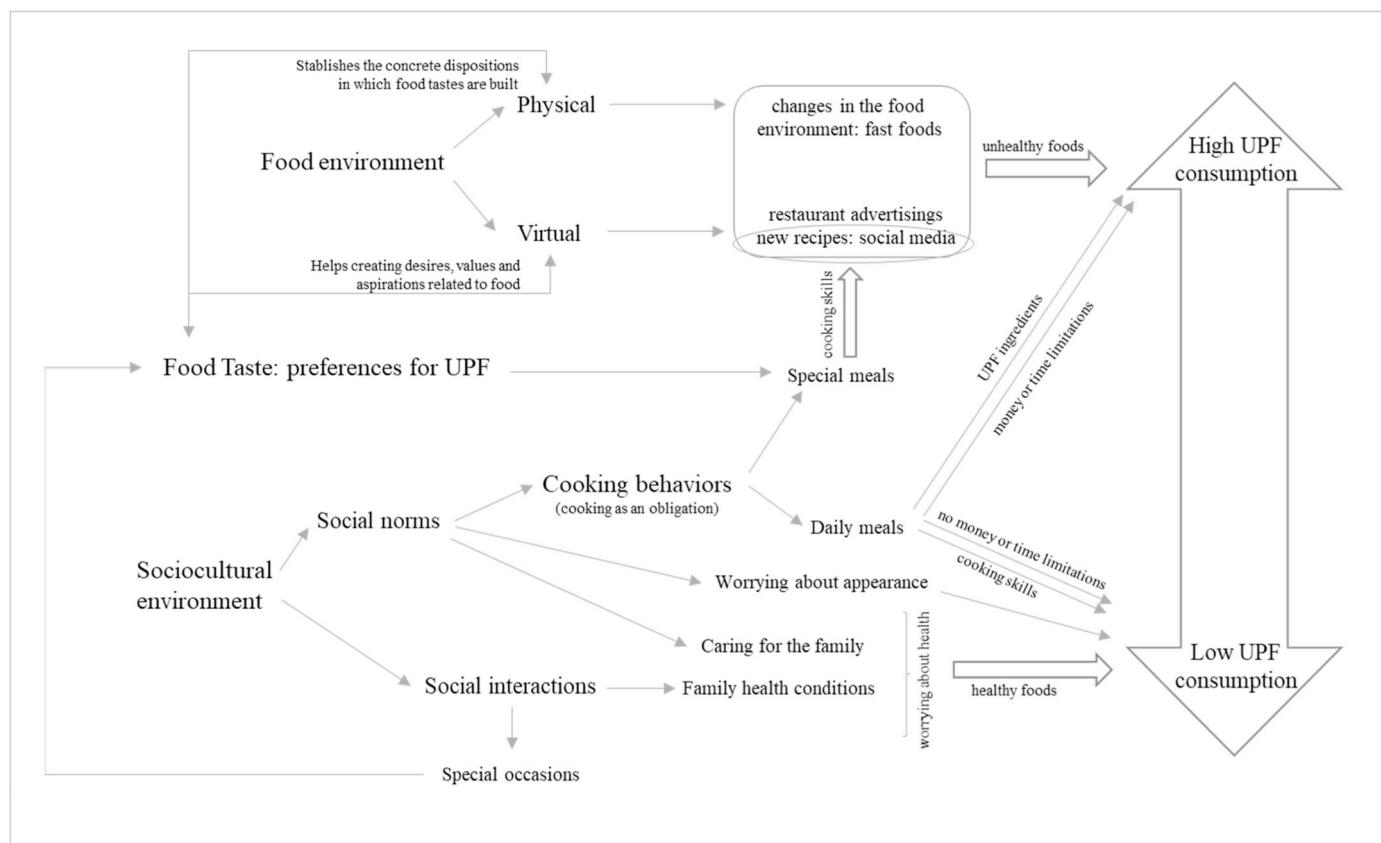 Stablishes the concrete dispositions
in which food tastes are built
Physical
changes in the food
environment: fast foods
unhealthy foods
High UPF
consumption
Food environment
restaurant advertisings
new recipes: social media
Virtual
Helps creating desires, values and
aspirations related to food
cooking skills
UPF ingredients
money or time limitations
Food Taste: preferences for UPF
Special meals
Cooking behaviors
(cooking as an obligation)
Social norms
Daily meals
no money or time limitations
cooking skills
Sociocultural
environment
Worrying about appearance
Caring for the family
worrying about health
Low UPF
consumption
Social interactions
Family health conditions
healthy foods
Special occasions